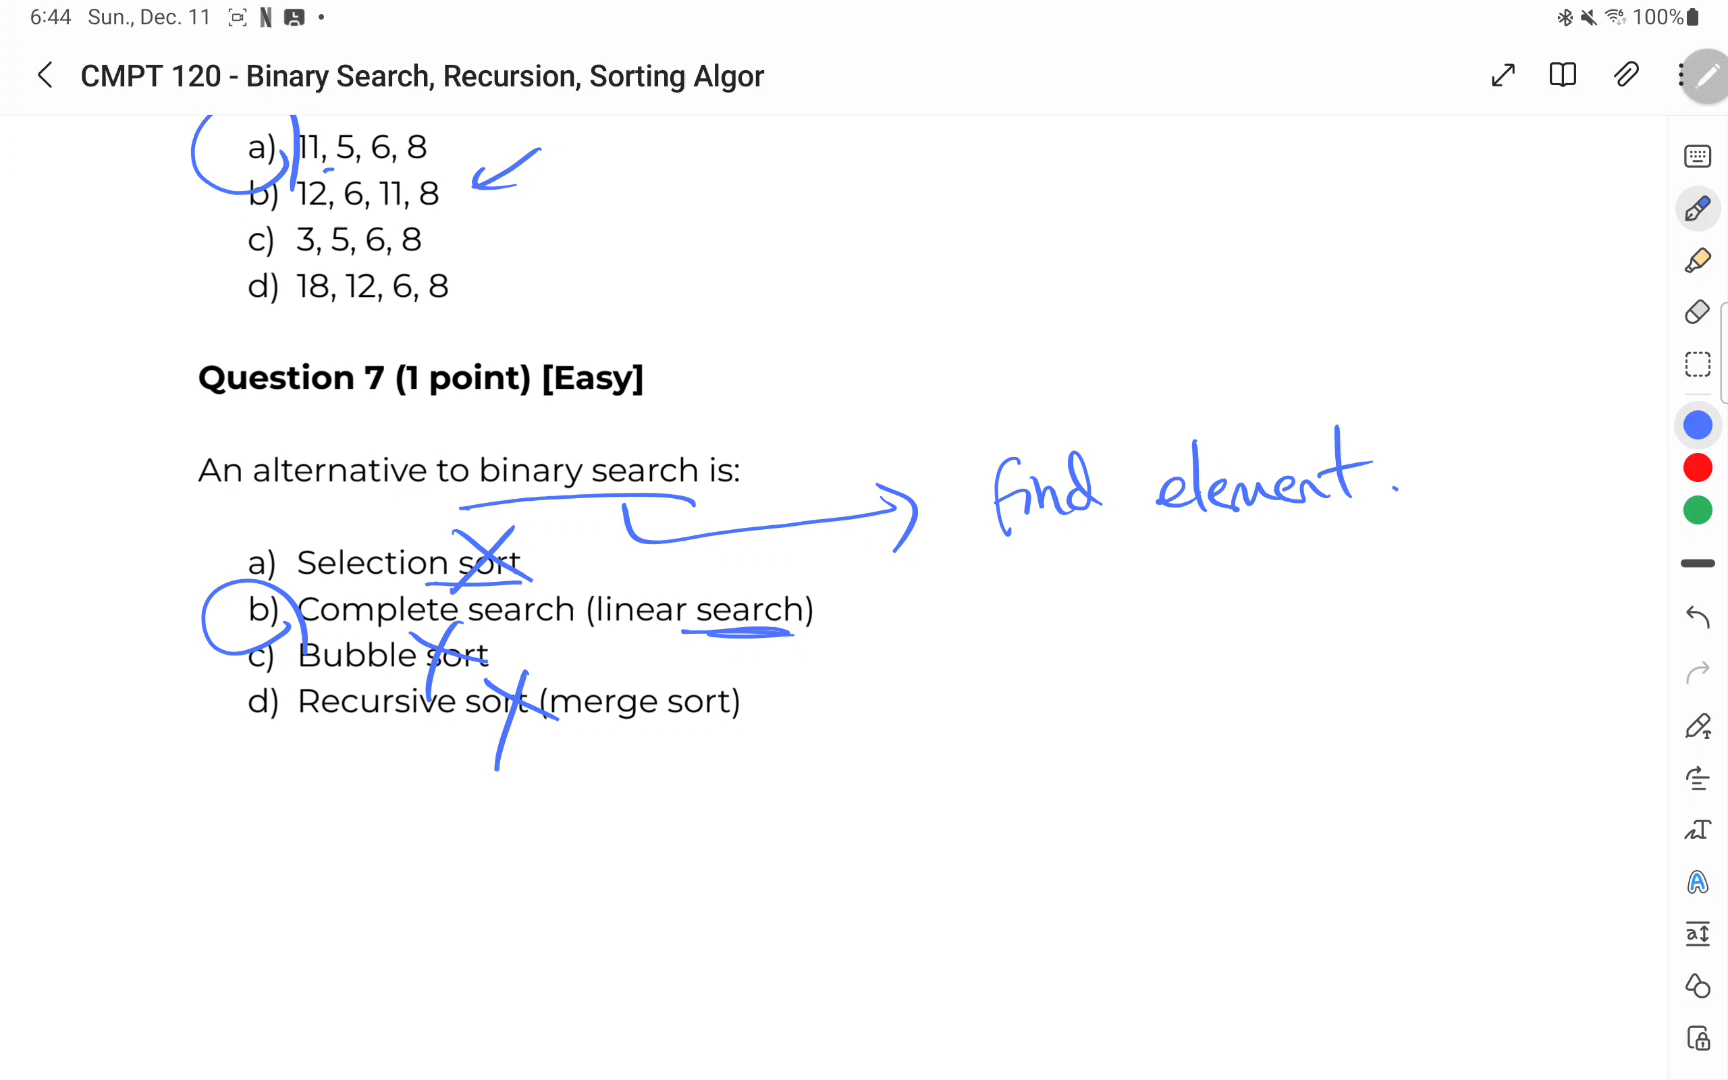 6:44 Sun., Dec. 11 N 100%
CMPT 120 - Binary Search, Recursion, Sorting Algor
a) 11, 5, 6, 8
b) 12, 6, 11, 8
c) 3, 5, 6, 8
d) 18, 12, 6, 8
Question 7 (1 point) [Easy]
An alternative to binary search is:
find element.
a) Selection sort
b) Complete search (linear search)
c) Bubble sort
d) Recursive sort (merge sort)